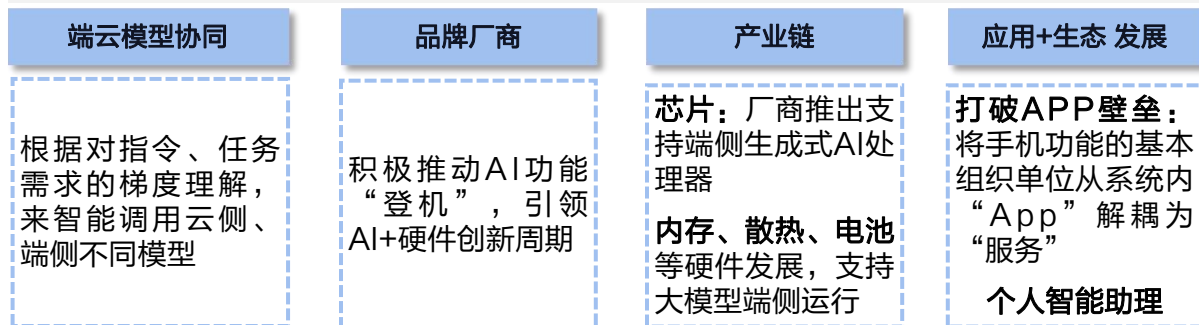 端云模型协同
根据对指令、任务
需求的梯度理解，
来智能调用云侧、
端侧不同模型
品牌厂商
积极推动AI功能
“登机”，引领
AI+硬件创新周期
产业链
芯片：厂商推出支
持端侧生成式AI处
理器
内存、散热、电池
等硬件发展，支持
大模型端侧运行
应用+生态 发展
打破APP壁垒：
将手机功能的基本
组织单位从系统内
“App”解耦为
“服务”
个人智能助理